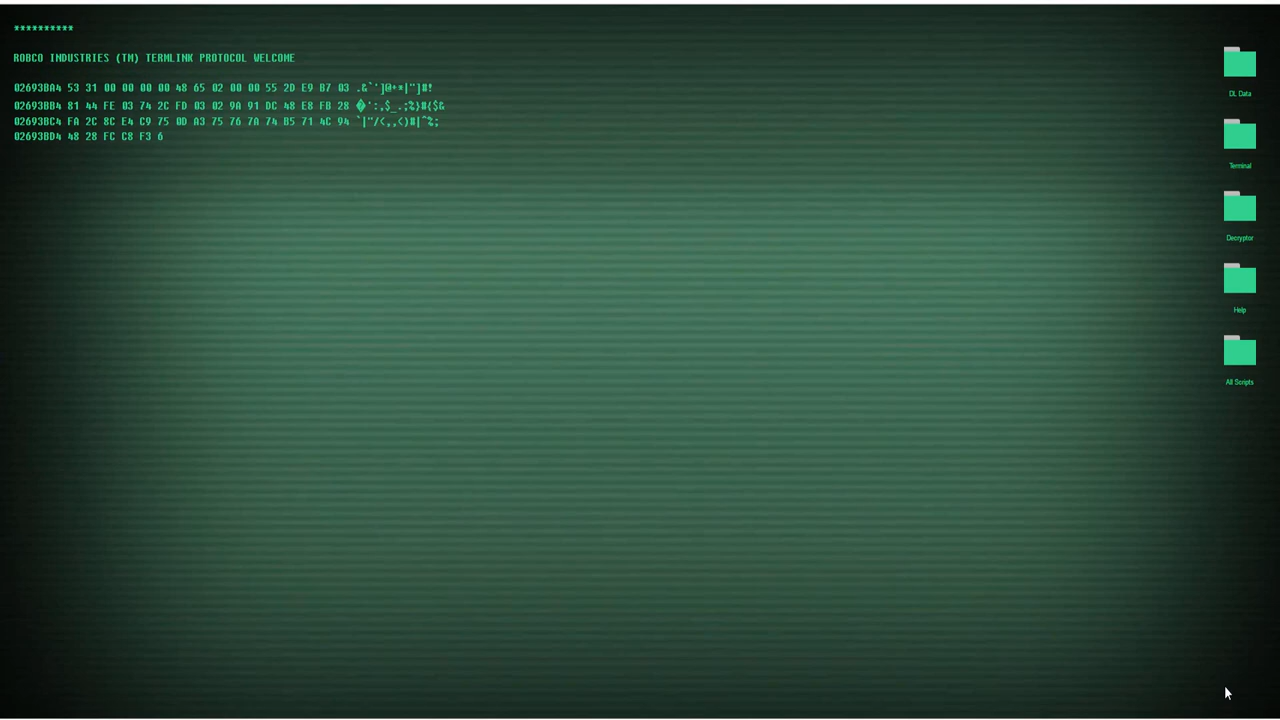 **********
ROBCO INDUSTRIES (TM) TERMLINK PROTOCOL WELCOME
02693BA4 53 31 00 00 00 00 48 65 02 00 00 55 2D E9 B7 03 .&`']@+*|"]#!
02693BB4 81 44 FE 03 74 2C FD 03 02 9A 91 DC 48 E8 FB 28 �':,$_.;%}#{$&
02693BC4 FA 2C 8C E4 C9 75 0D A3 75 76 7A 74 B5 71 4C 94 `|"/<,,<)#|^%;
02693BD4 48 28 FC C8 F3 6
DL Data
Terminal
Decryptor
Help
All Scripts